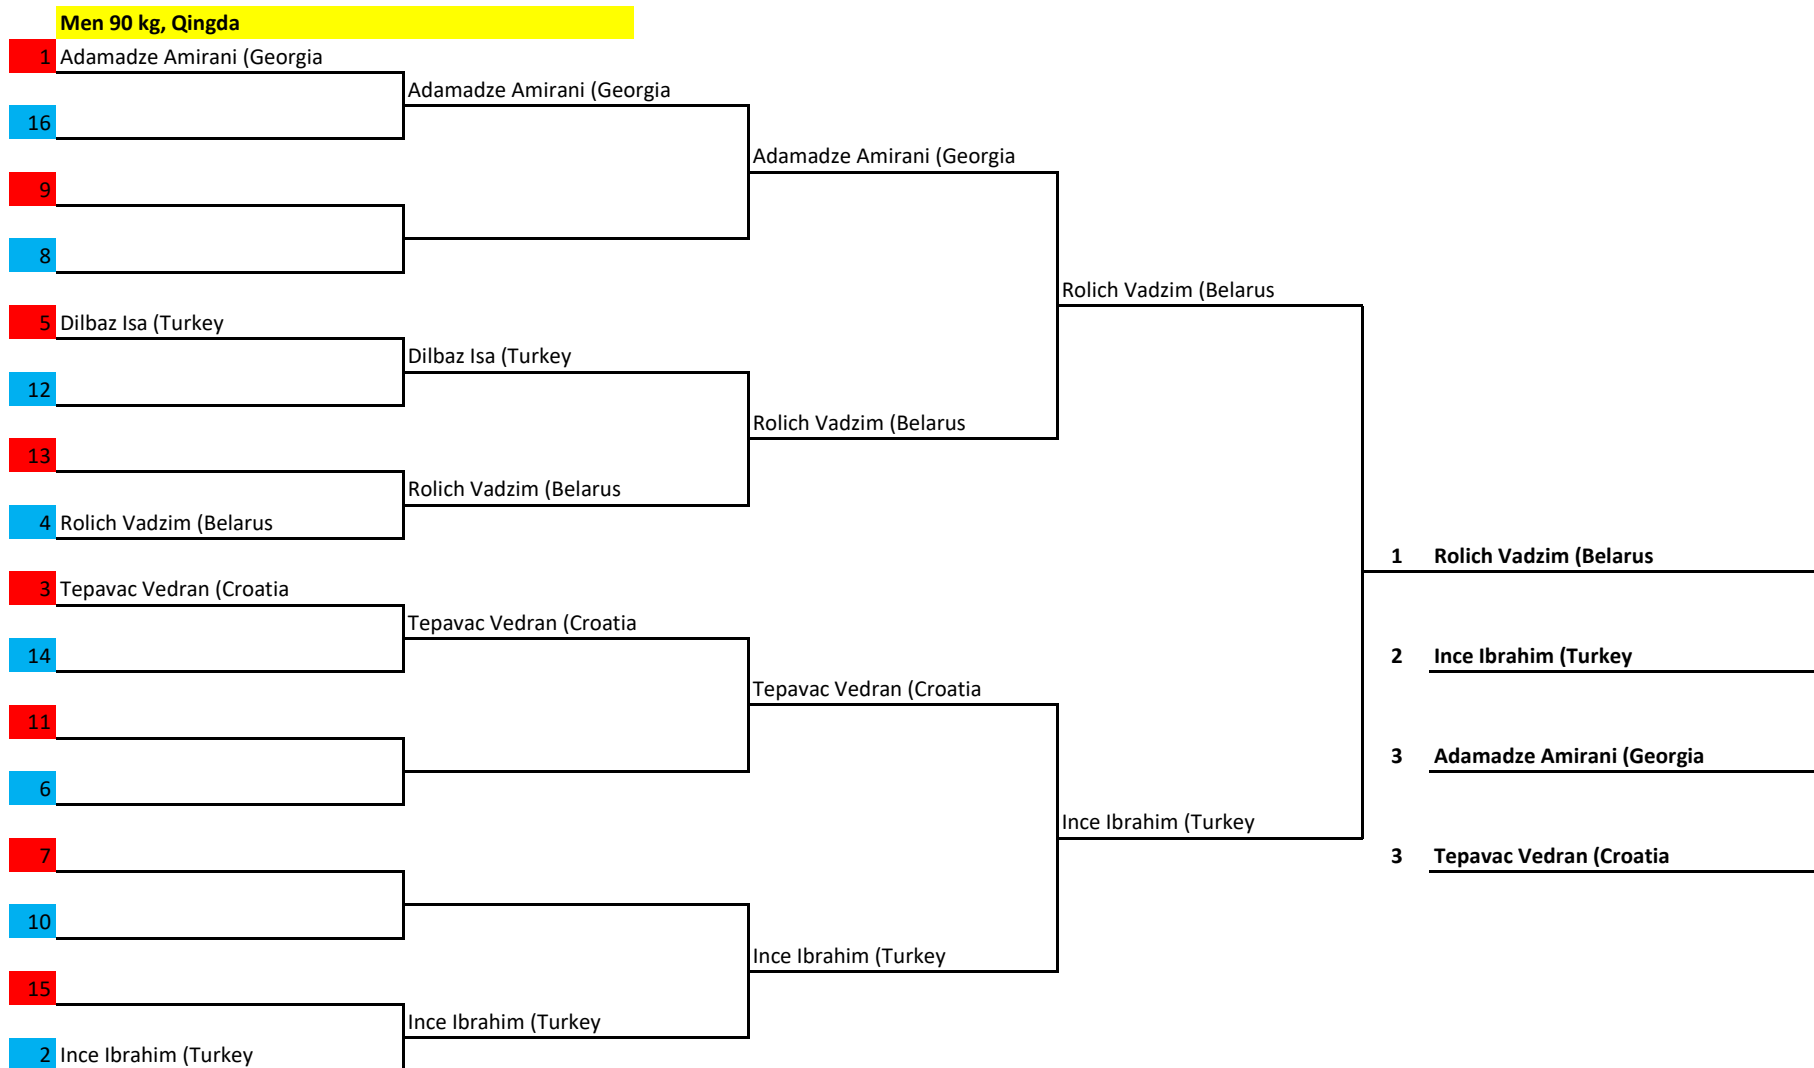 Men 90 kg, Qingda
1 Adamadze Amirani (Georgia
Adamadze Amirani (Georgia
16
Adamadze Amirani (Georgia
9
8
Rolich Vadzim (Belarus
5 Dilbaz Isa (Turkey
Dilbaz Isa (Turkey
12
Rolich Vadzim (Belarus
13
Rolich Vadzim (Belarus
4 Rolich Vadzim (Belarus
1 Rolich Vadzim (Belarus
3 Tepavac Vedran (Croatia
Tepavac Vedran (Croatia
14
2 Ince Ibrahim (Turkey
Tepavac Vedran (Croatia
11
3 Adamadze Amirani (Georgia
6
Ince Ibrahim (Turkey
7
3 Tepavac Vedran (Croatia
10
Ince Ibrahim (Turkey
15
Ince Ibrahim (Turkey
2 Ince Ibrahim (Turkey